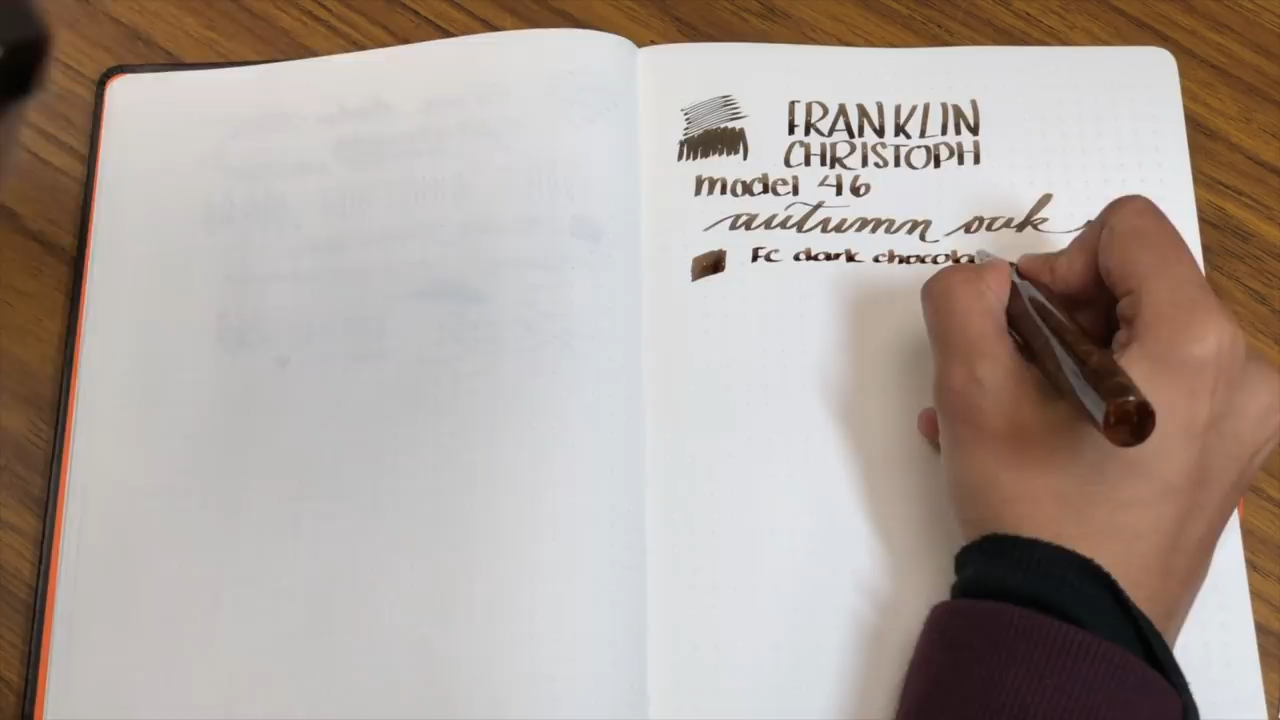 FRANKLIN
CHRISTOPH
model 46
autumn oak
FC dark chocola